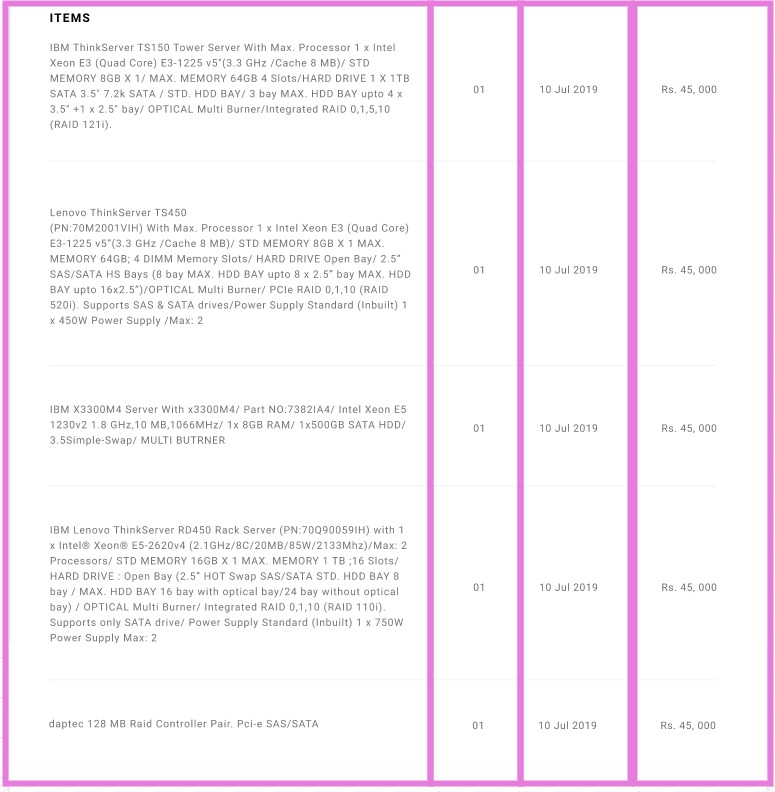 ITEMS
IBM ThinkServer TS150 Tower Server With Max. Processor 1 x Intel
Xeon E3 (Quad Core) E3-1225 v5"(3.3 GHz /Cache 8 MB)/ STD
MEMORY 8GB X 1/ MAX. MEMORY 64GB 4 Slots/HARD DRIVE 1 X 1TB
SATA 3.5" 7.2k SATA / STD. HDD BAY/ 3 bay MAX. HDD BAY upto 4 x
3.5" +1 x 2.5" bay/ OPTICAL Multi Burner/Integrated RAID 0,1,5,10
(RAID 121i).
01
10 Jul 2019
Rs. 45, 000
Lenovo ThinkServer TS450
(PN:70M2001VIH) With Max. Processor 1 x Intel Xeon E3 (Quad Core)
E3-1225 v5"(3.3 GHz /Cache 8 MB)/ STD MEMORY 8GB X 1 MAX.
MEMORY 64GB; 4 DIMM Memory Slots/ HARD DRIVE Open Bay/ 2.5"
SAS/SATA HS Bays (8 bay MAX. HDD BAY upto 8 x 2.5" bay MAX. HDD
BAY upto 16x2.5")/OPTICAL Multi Burner/ PCIe RAID 0,1,10 (RAID
520i). Supports SAS & SATA drives/Power Supply Standard (Inbuilt) 1
x 450W Power Supply /Max: 2
01
10 Jul 2019
Rs. 45, 000
IBM X3300M4 Server With x3300M4/ Part NO:7382IA4/ Intel Xeon E5
1230v2 1.8 GHz,10 MB,1066MHz/ 1x 8GB RAM/ 1x500GB SATA HDD/
3.5Simple-Swap/ MULTI BUTRNER
01
10 Jul 2019
Rs. 45, 000
IBM Lenovo ThinkServer RD450 Rack Server (PN:70Q90059IH) with 1
x Intel® Xeon® E5-2620v4 (2.1GHz/8C/20MB/85W/2133Mhz)/Max: 2
Processors/ STD MEMORY 16GB X 1 MAX. MEMORY 1 TB ;16 Slots/
HARD DRIVE : Open Bay (2.5" HOT Swap SAS/SATA STD. HDD BAY 8
bay / MAX. HDD BAY 16 bay with optical bay/24 bay without optical
bay) / OPTICAL Multi Burner/ Integrated RAID 0,1,10 (RAID 110i).
Supports only SATA drive/ Power Supply Standard (Inbuilt) 1 x 750W
Power Supply Max: 2
01
10 Jul 2019
Rs. 45, 000
daptec 128 MB Raid Controller Pair. Pci-e SAS/SATA
01
10 Jul 2019
Rs. 45, 000